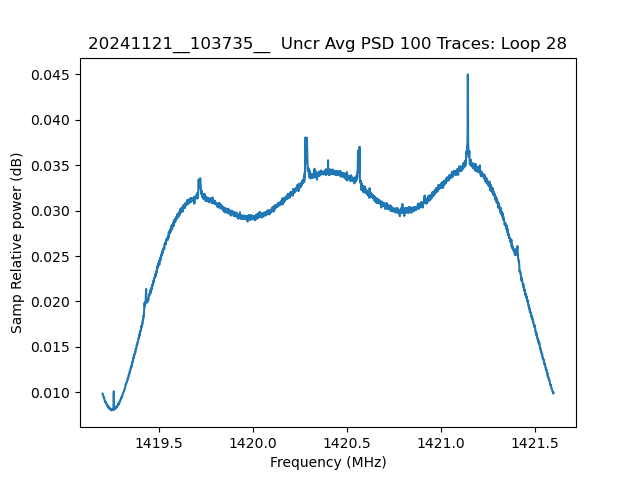 20241121__103735__  Uncr Avg PSD 100 Traces: Loop 28
0.045
0.040
0.035
0.030
0.025
0.020
0.015
0.010
Samp Relative power (dB)
1419.5 1420.0 1420.5 1421.0 1421.5
Frequency (MHz)